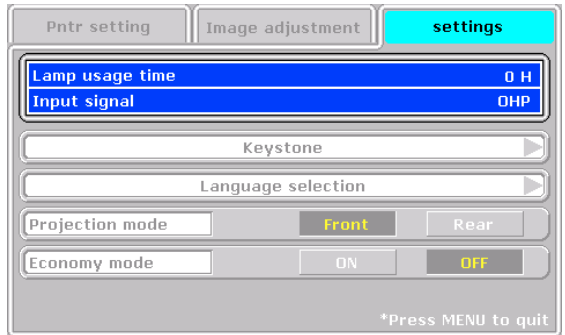 Pntr setting Image adjustment settings
Lamp usage time 0 H
Input signal OHP
Keystone
Language selection
Projection mode Front Rear
Economy mode ON OFF
*Press MENU to quit